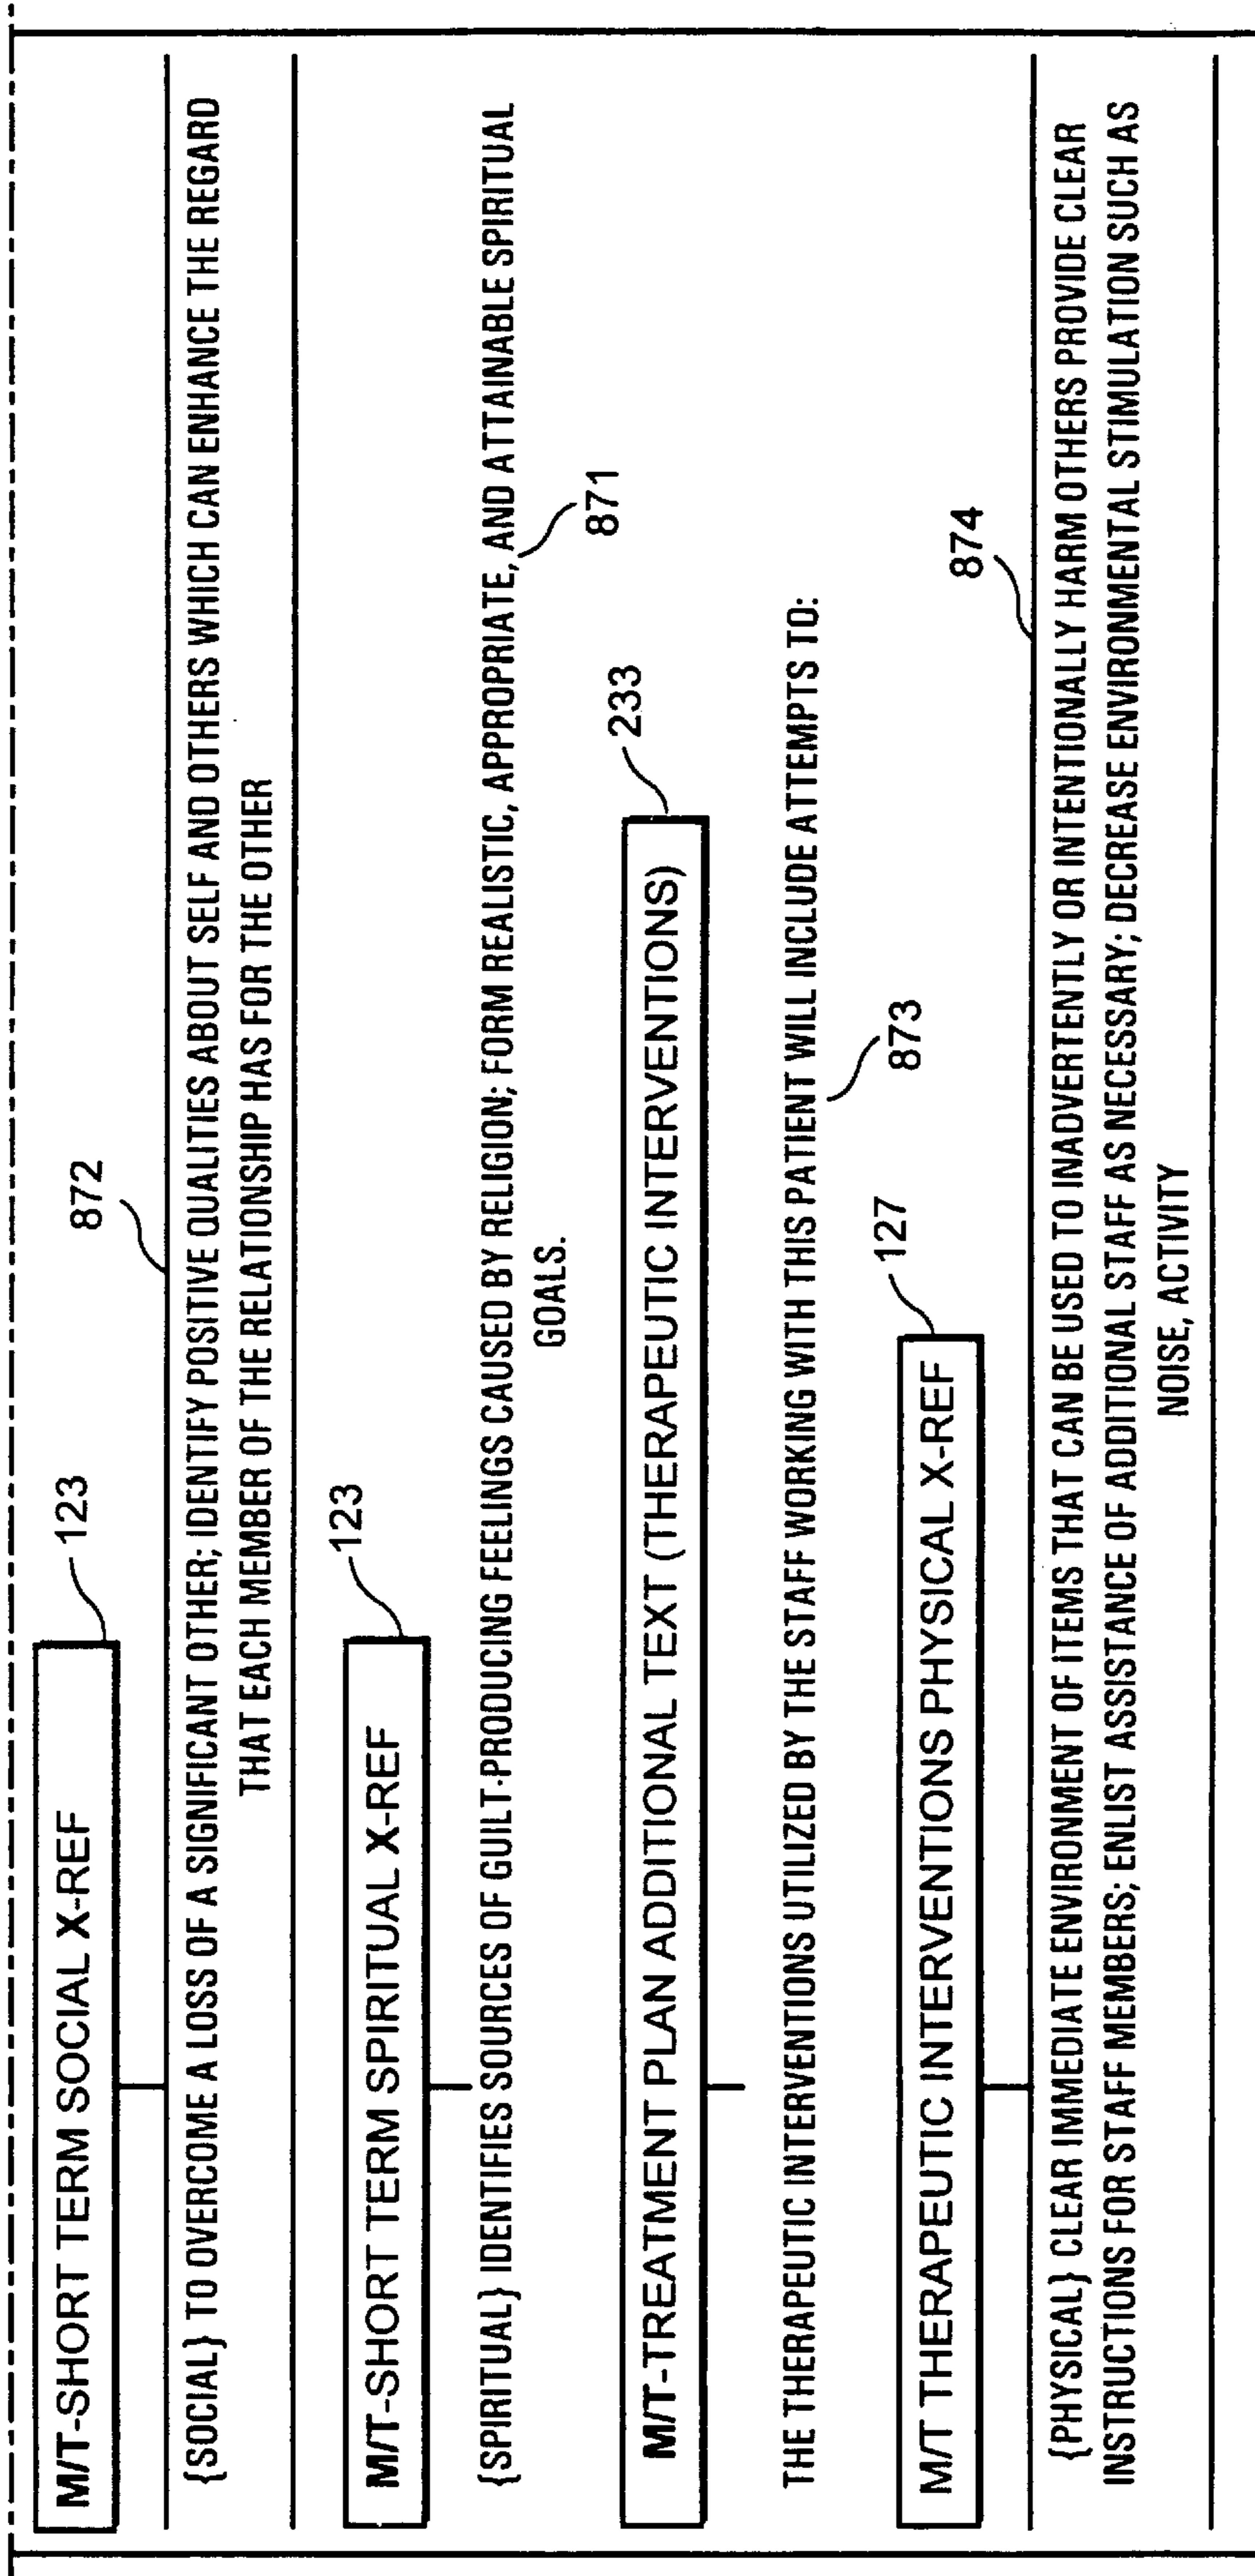 M/T-SHORT TERM SOCIAL X-REF
123
872
{SOCIAL} TO OVERCOME A LOSS OF A SIGNIFICANT OTHER; IDENTIFY POSITIVE QUALITIES ABOUT SELF AND OTHERS WHICH CAN ENHANCE THE REGARD
THAT EACH MEMBER OF THE RELATIONSHIP HAS FOR THE OTHER
M/T-SHORT TERM SPIRITUAL X-REF
123
{SPIRITUAL} IDENTIFIES SOURCES OF GUILT-PRODUCING FEELINGS CAUSED BY RELIGION; FORM REALISTIC, APPROPRIATE, AND ATTAINABLE SPIRITUAL
GOALS.
871
M/T-TREATMENT PLAN ADDITIONAL TEXT (THERAPEUTIC INTERVENTIONS)
233
THE THERAPEUTIC INTERVENTIONS UTILIZED BY THE STAFF WORKING WITH THIS PATIENT WILL INCLUDE ATTEMPTS TO:
873
M/T THERAPEUTIC INTERVENTIONS PHYSICAL X-REF
127
874
{PHYSICAL} CLEAR IMMEDIATE ENVIRONMENT OF ITEMS THAT CAN BE USED TO INADVERTENTLY OR INTENTIONALLY HARM OTHERS PROVIDE CLEAR
INSTRUCTIONS FOR STAFF MEMBERS; ENLIST ASSISTANCE OF ADDITIONAL STAFF AS NECESSARY; DECREASE ENVIRONMENTAL STIMULATION SUCH AS
NOISE, ACTIVITY